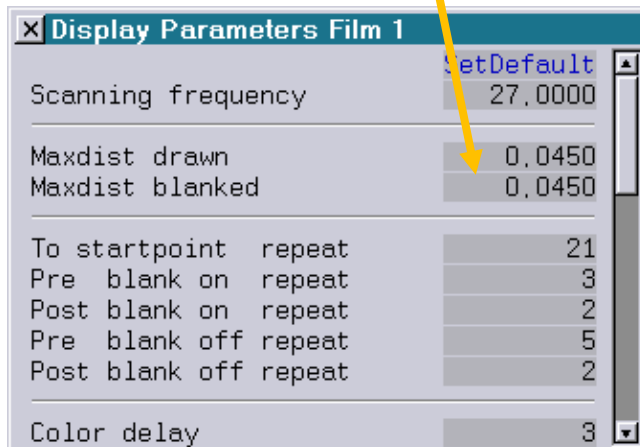 Display Parameters Film 1
SetDefault
Scanning frequency 27,0000
Maxdist drawn 0,0450
Maxdist blanked 0,0450
To startpoint repeat 21
Pre blank on repeat 3
Post blank on repeat 2
Pre blank off repeat 5
Post blank off repeat 2
Color delay 3